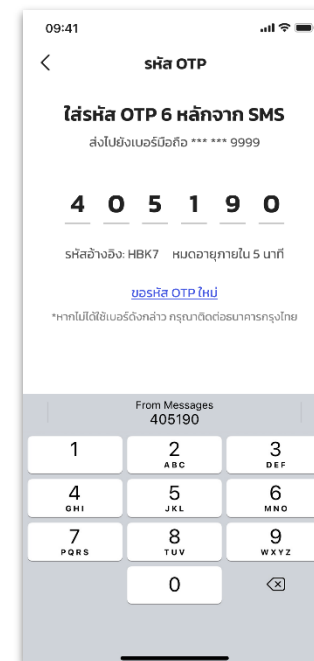 09:41
รหัส OTP
ใส่รหัส OTP 6 หลักจาก SMS
ส่งไปยังเบอร์มือถือ *** *** 9999
4 0 5 1 9 0
รหัสอ้างอิง: HBK7 หมดอายุภายใน 5 นาที
ขอรหัส OTP ใหม่
*หากไม่ได้ใช้เบอร์ดังกล่าว กรุณาติดต่อธนาคารกรุงไทย
From Messages
405190
1 2 3
ABC DEF
4 5 6
GHI JKL MNO
7 8 9
PQRS TUV WXYZ
0